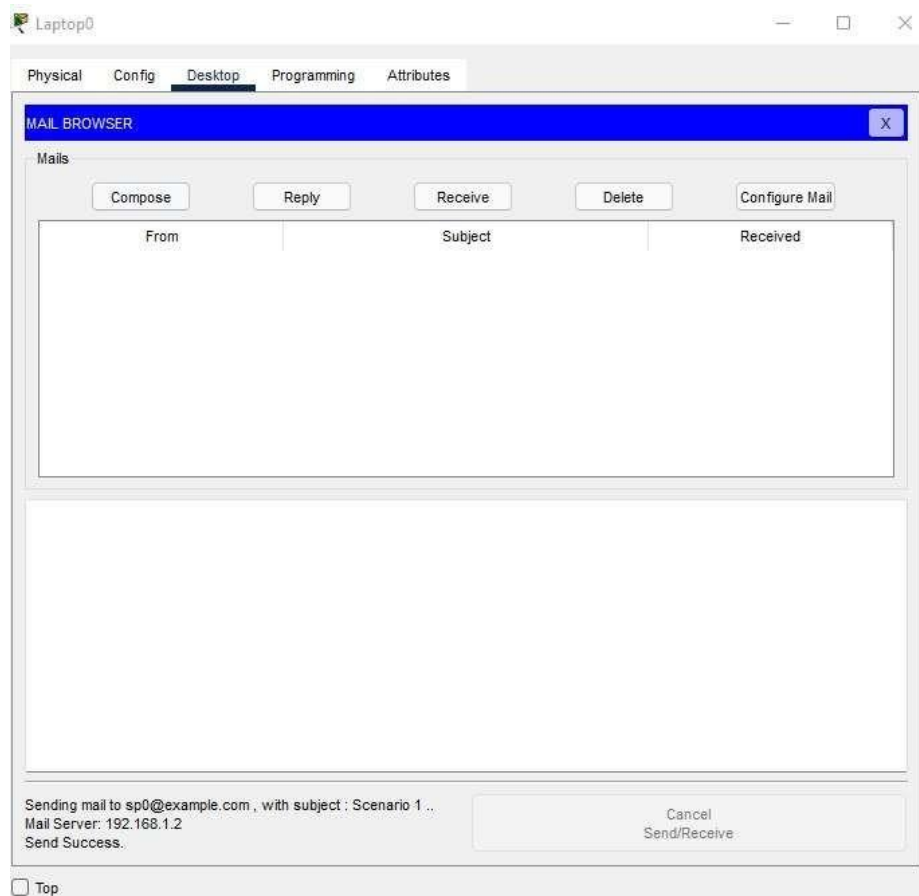 Laptop0
Physical Config Desktop Programming Attributes
MAIL BROWSER X
Mails
Compose Reply Receive Delete Configure Mail
From Subject Received
Sending mail to sp0@example.com , with subject : Scenario 1 ..
Mail Server: 192.168.1.2
Send Success.
Cancel
Send/Receive
Top